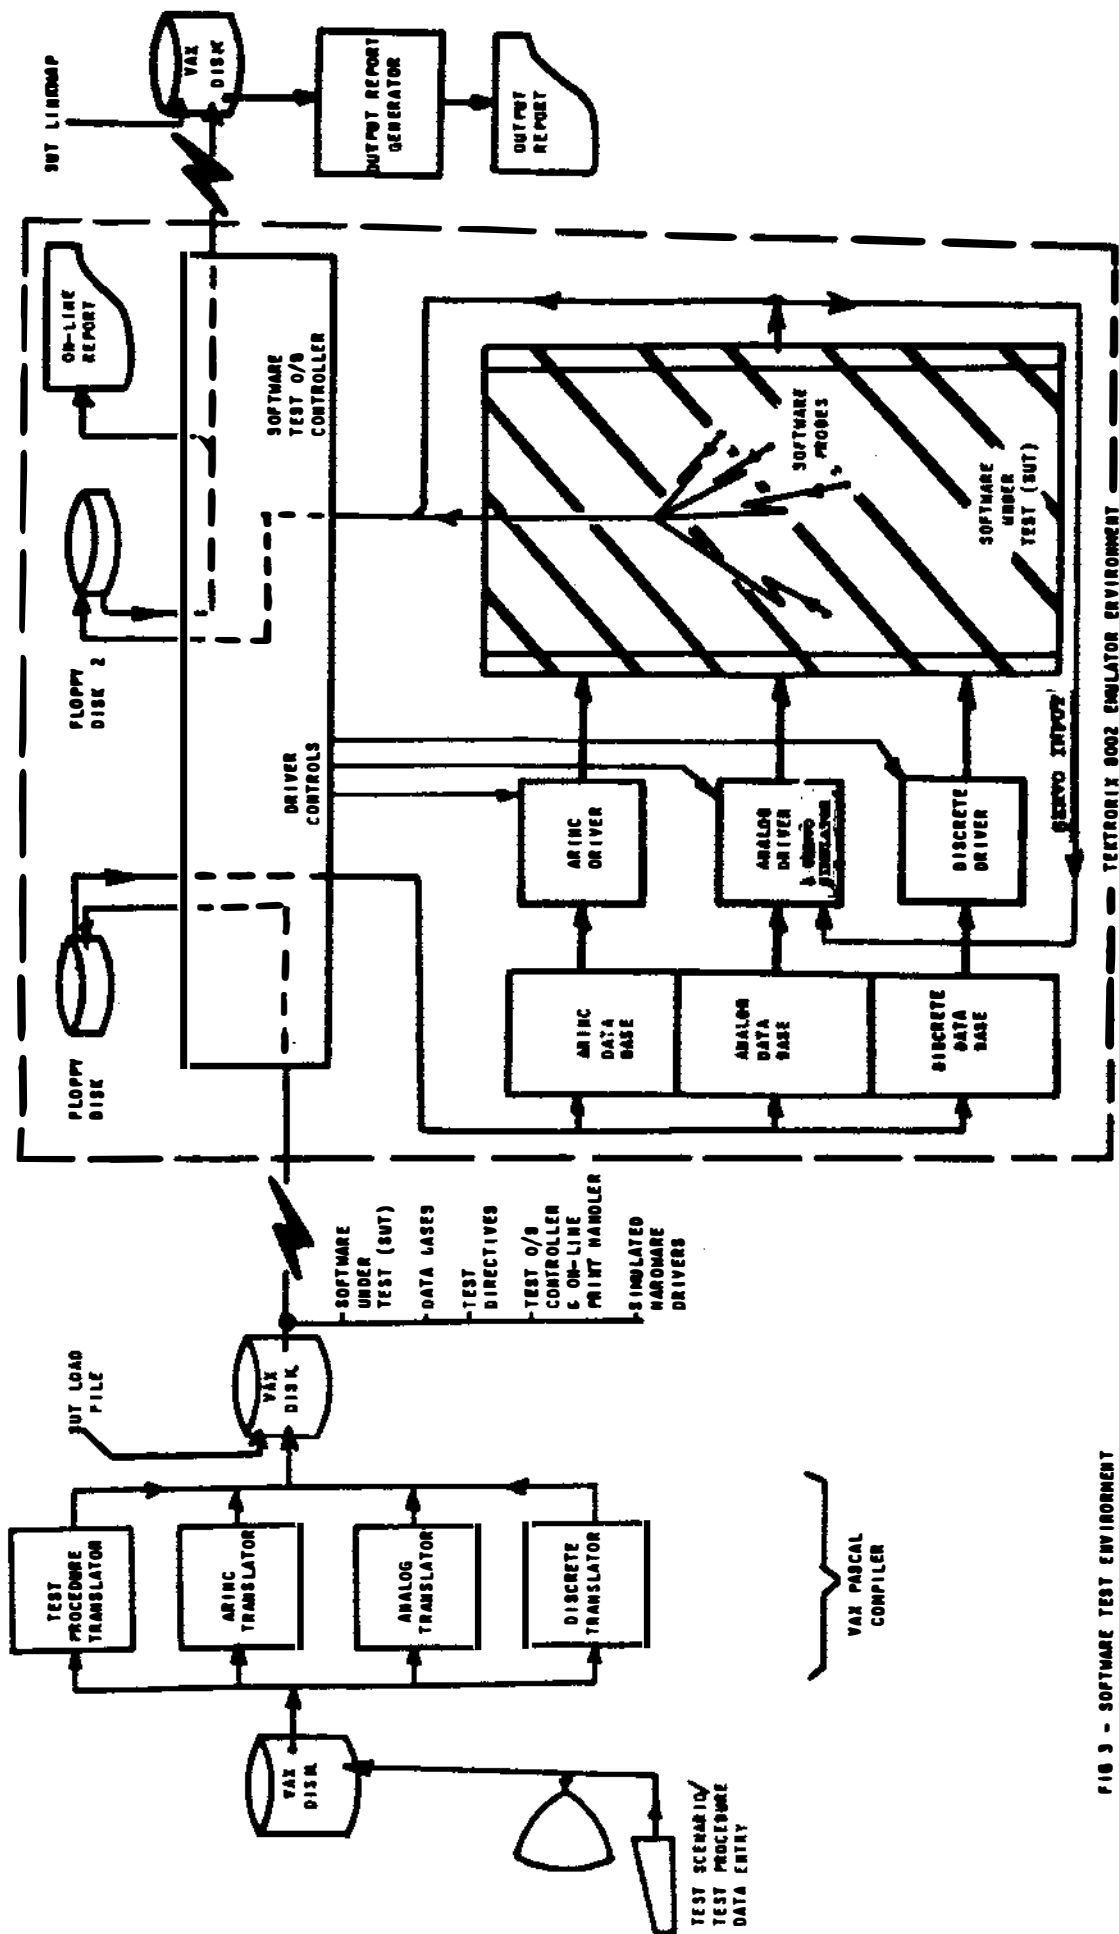 TEST SCENARIO/
TEST PROCEDURE
DATA ENTRY
VAX
DISK
TEST
PROCEDURE
TRANSLATOR
ARINC
TRANSLATOR
ANALOG
TRANSLATOR
DISCRETE
TRANSLATOR
VAX PASCAL
COMPILER
SUT LOAD
FILE
VAX
DISK
SOFTWARE
UNDER
TEST (SUT)
DATA BASES
TEST
DIRECTIVES
TEST O/S
CONTROLLER
& ON-LINE
PRINT HANDLER
SIMULATED
HARDWARE
DRIVERS
FLOPPY
DISK
FLOPPY
DISK 2
ON-LINE
REPORT
DRIVER
CONTROLS
SOFTWARE
TEST O/S
CONTROLLER
ARINC
DATA
BASE
ANALOG
DATA
BASE
DISCRETE
DATA
BASE
ARINC
DRIVER
ANALOG
DRIVER
& SERVO
SIMULATOR
DISCRETE
DRIVER
SOFTWARE
PROBES
SOFTWARE
UNDER
TEST (SUT)
SERVO INPUT
TEKTRONIX 8002 EMULATOR ENVIRONMENT
SUT LINKMAP
VAX
DISK
OUTPUT REPORT
GENERATOR
OUTPUT
REPORT
FIG 3 - SOFTWARE TEST ENVIRONMENT